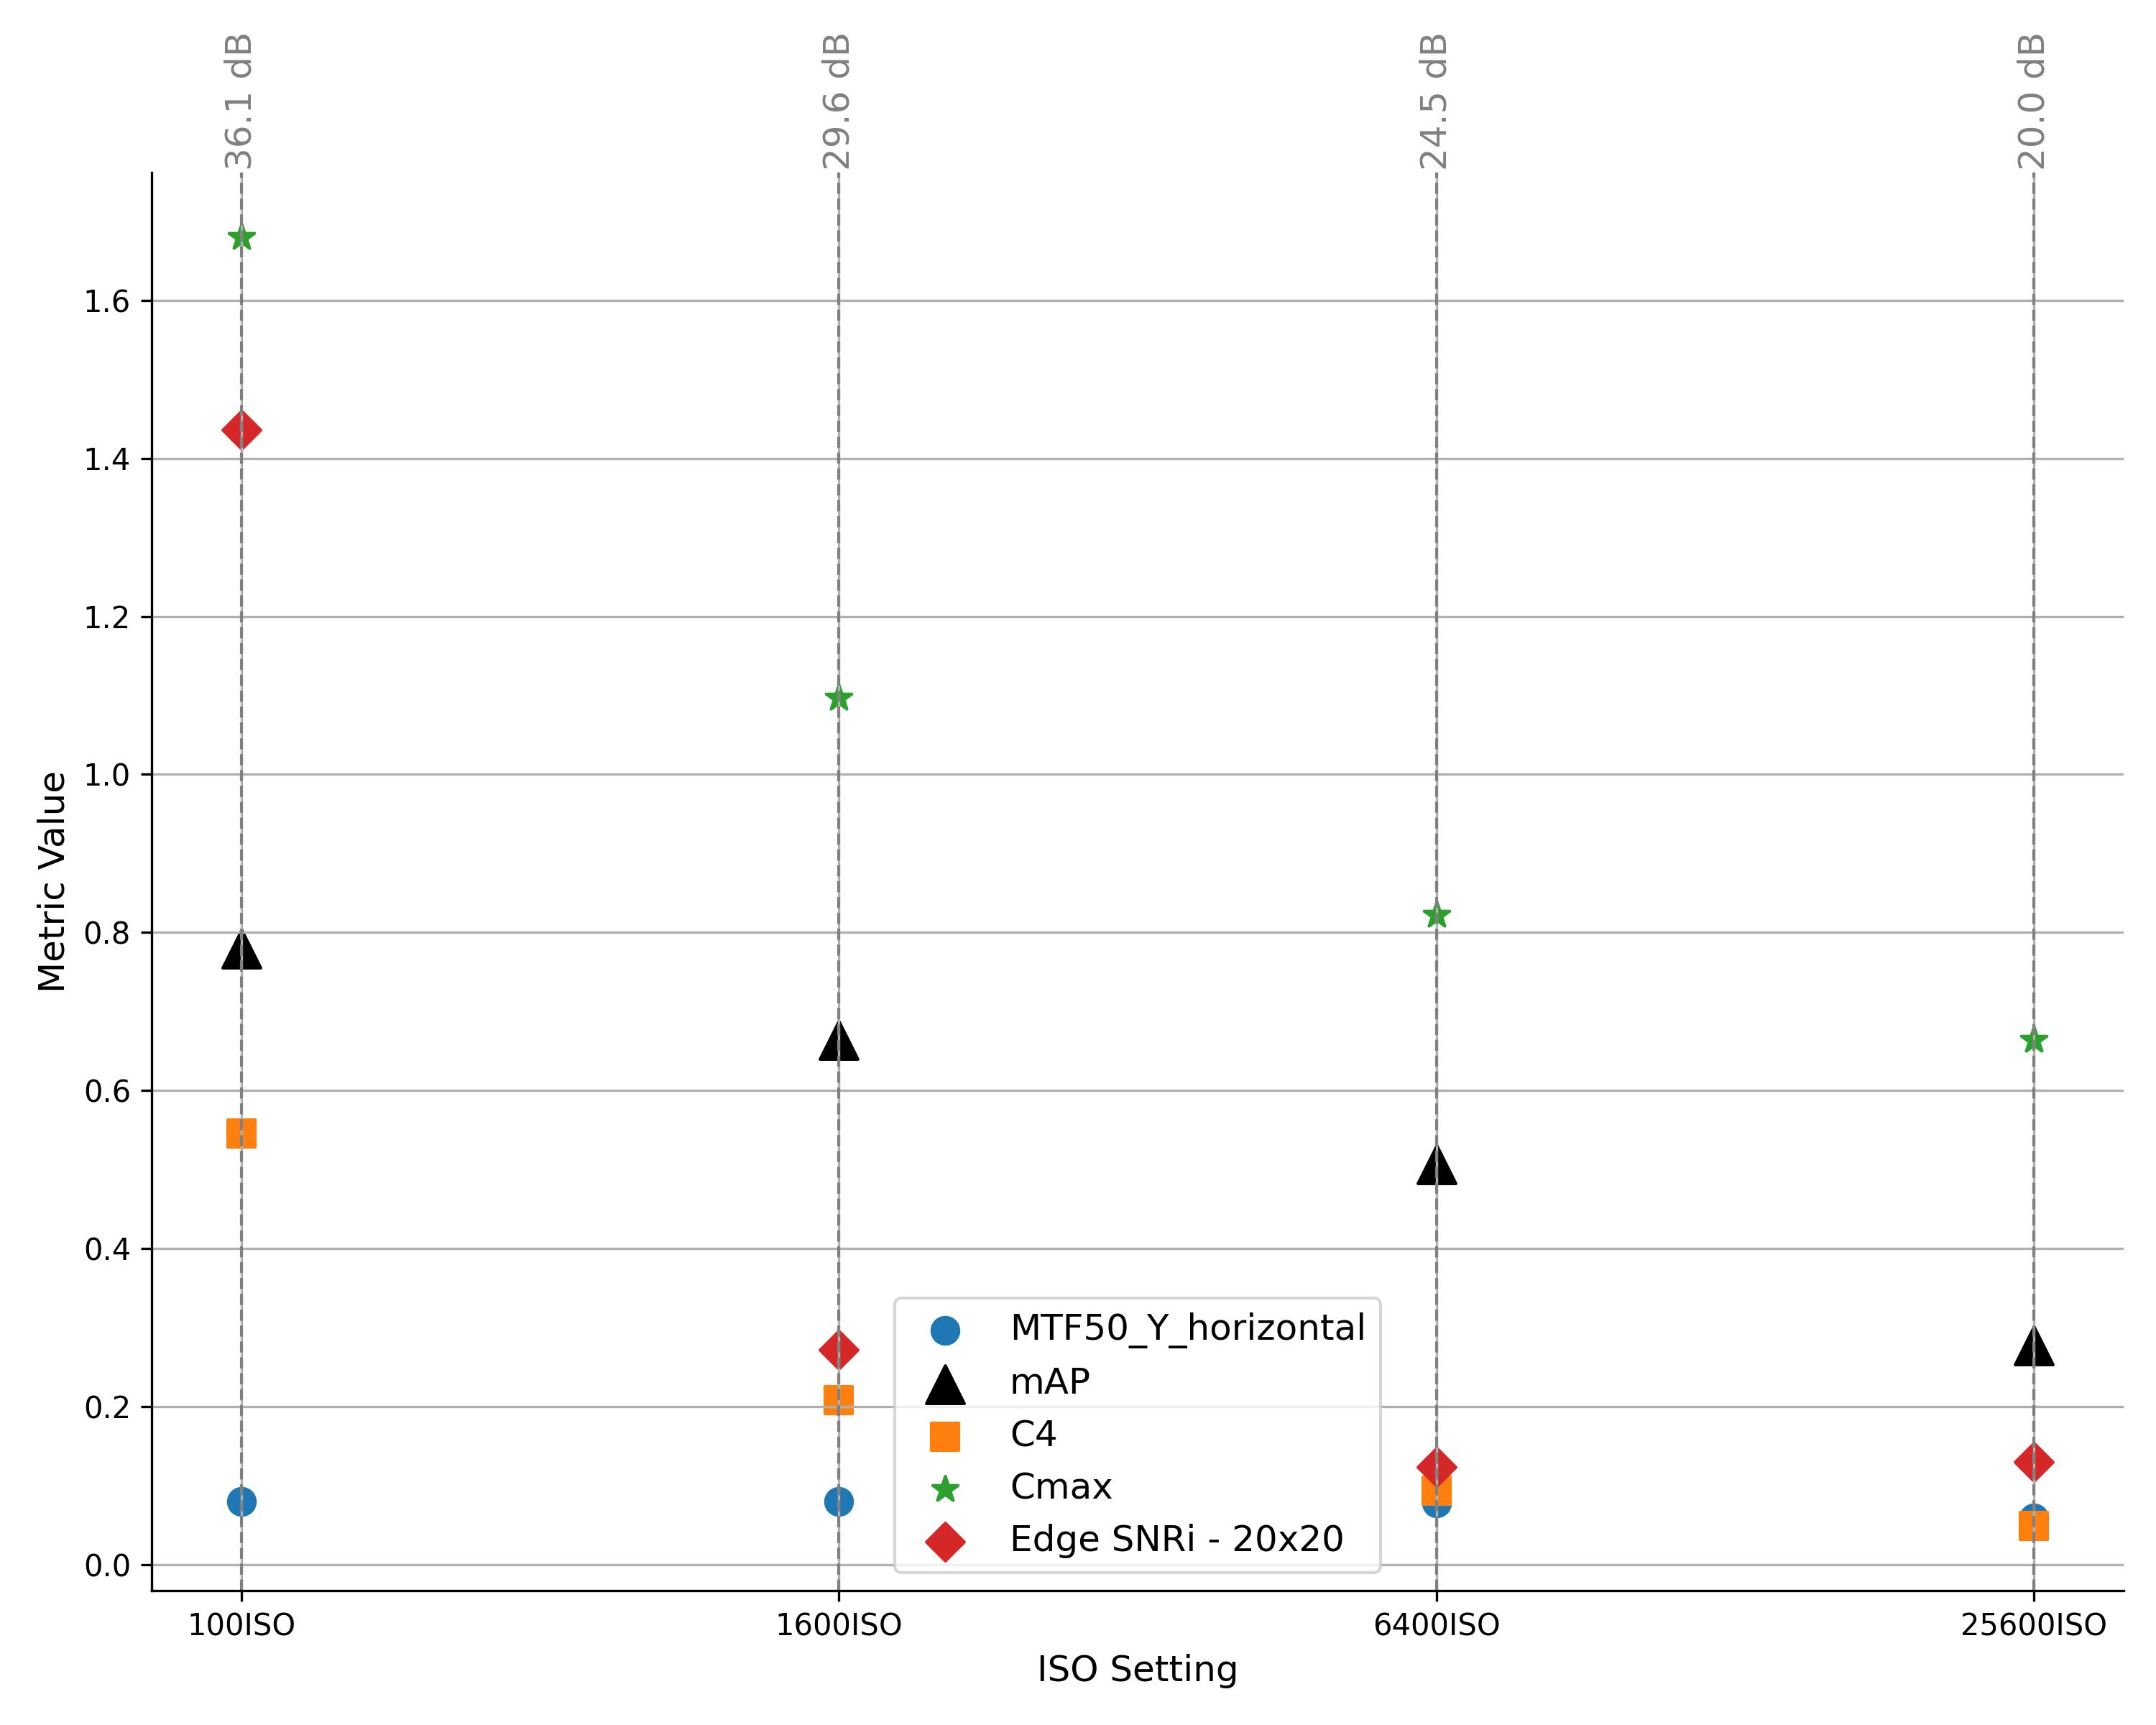 36.1 dB
29.6 dB
24.5 dB
20.0 dB
Metric Value
1.6
1.4
1.2
1.0
0.8
0.6
0.4
0.2
0.0
MTF50_Y_horizontal
mAP
C4
Cmax
Edge SNRi - 20x20
100ISO
1600ISO
6400ISO
25600ISO
ISO Setting